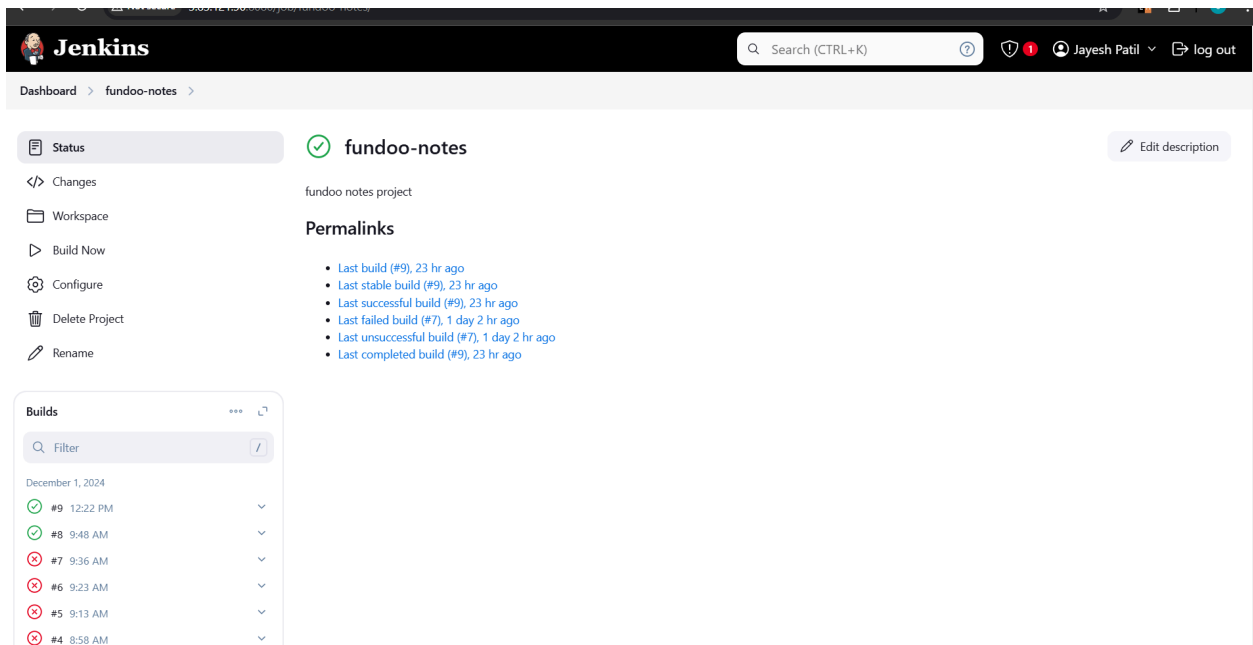 Jenkins
Search (CTRL+K)
?
1
Jayesh Patil
log out
Dashboard > fundoo-notes >
Status
Changes
Workspace
Build Now
Configure
Delete Project
Rename
fundoo-notes
Edit description
fundoo notes project
Permalinks
Last build (#9), 23 hr ago
Last stable build (#9), 23 hr ago
Last successful build (#9), 23 hr ago
Last failed build (#7), 1 day 2 hr ago
Last unsuccessful build (#7), 1 day 2 hr ago
Last completed build (#9), 23 hr ago
Builds
Filter
/
December 1, 2024
#9 12:22 PM
#8 9:48 AM
#7 9:36 AM
#6 9:23 AM
#5 9:13 AM
#4 8:58 AM